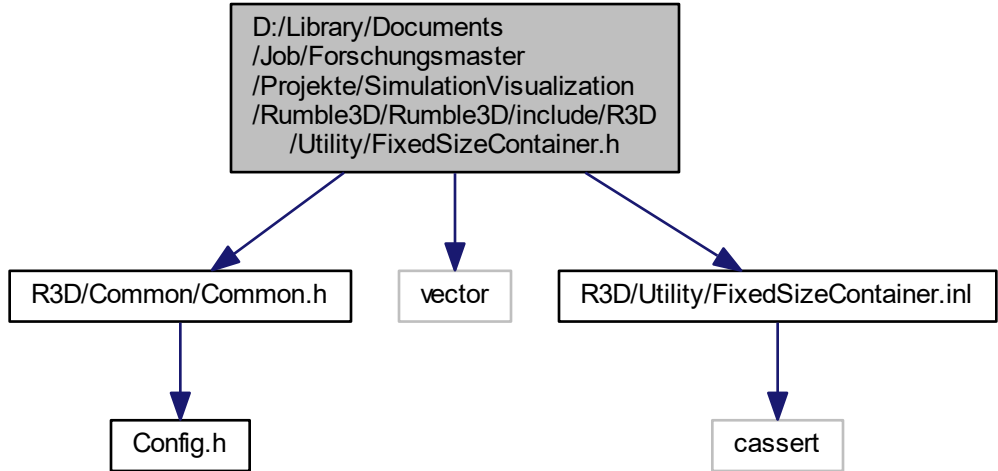 D:/Library/Documents
/Job/Forschungsmaster
/Projekte/SimulationVisualization
/Rumble3D/Rumble3D/include/R3D
/Utility/FixedSizeContainer.h
R3D/Common/Common.h
vector
R3D/Utility/FixedSizeContainer.inl
Config.h
cassert